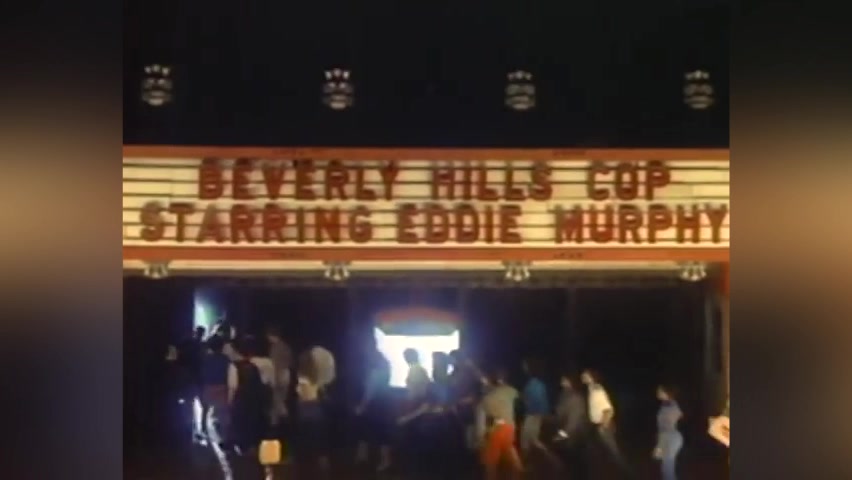 BEVERLY HILLS COP
STARRING EDDIE MURPHY